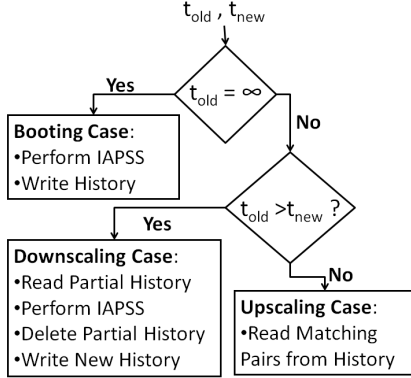 t_old , t_new
t_old = ∞
Yes
No
Booting Case:
•Perform IAPSS
•Write History
t_old >t_new ?
Yes
No
Downscaling Case:
•Read Partial History
•Perform IAPSS
•Delete Partial History
•Write New History
Upscaling Case:
•Read Matching
Pairs from History